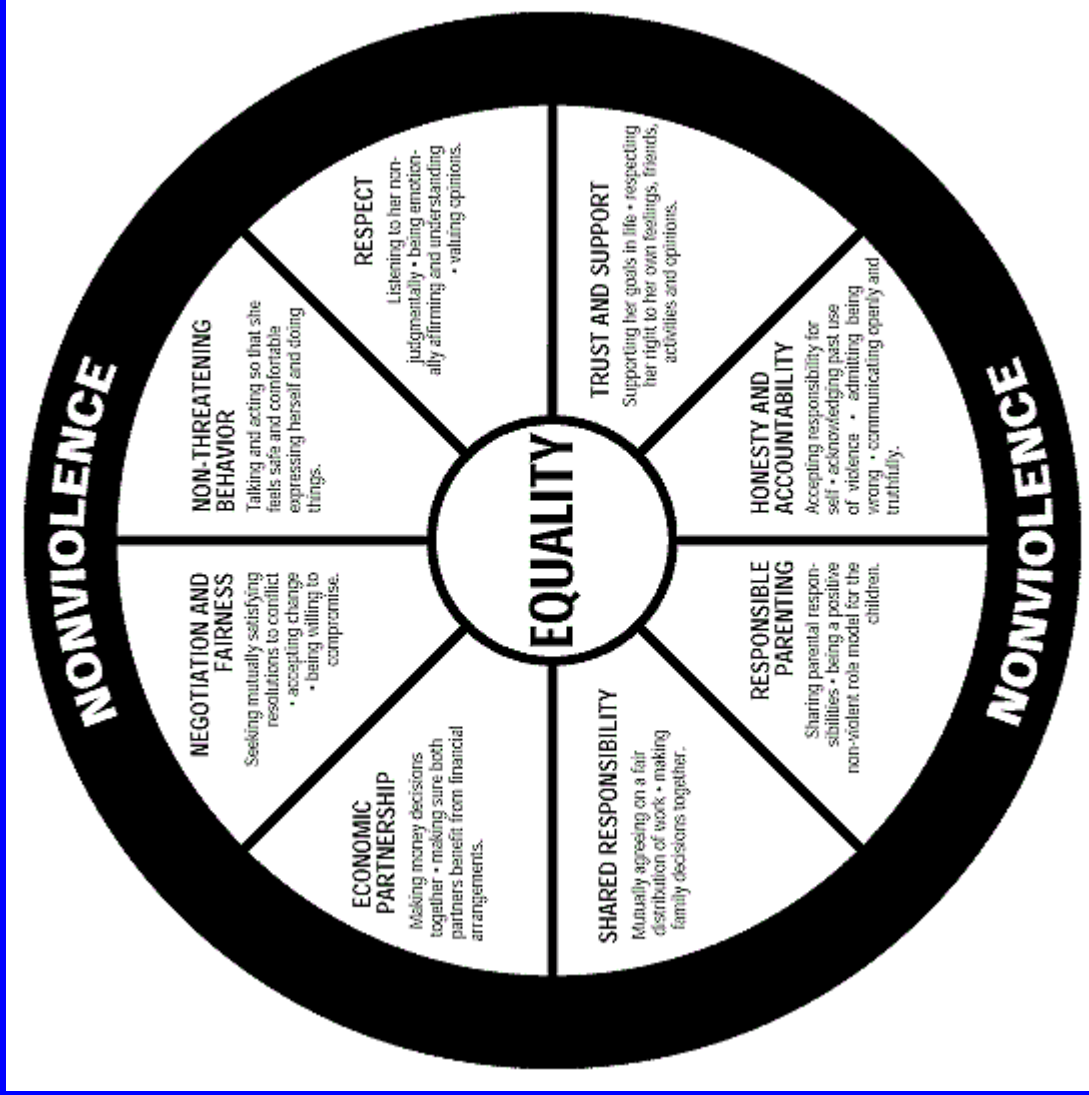 NONVIOLENCE
NEGOTIATION AND
FAIRNESS
Seeking mutually satisfying
resolutions to conflict
• accepting change
• being willing to
compromise.
NON-THREATENING
BEHAVIOR
Talking and acting so that she
feels safe and comfortable
expressing herself and doing
things.
RESPECT
Listening to her non-
judgmentally • being emotion-
ally affirming and understanding
• valuing opinions.
TRUST AND SUPPORT
Supporting her goals in life • respecting
her right to her own feelings, friends,
activities and opinions.
HONESTY AND
ACCOUNTABILITY
Accepting responsibility for
self • acknowledging past use
of violence • admitting being
wrong • communicating openly and
truthfully.
RESPONSIBLE
PARENTING
Sharing parental respon-
sibilities • being a positive
non-violent role model for the
children.
SHARED RESPONSIBILITY
Mutually agreeing on a fair
distribution of work • making
family decisions together.
ECONOMIC
PARTNERSHIP
Making money decisions
together • making sure both
partners benefit from financial
arrangements.
EQUALITY
NONVIOLENCE